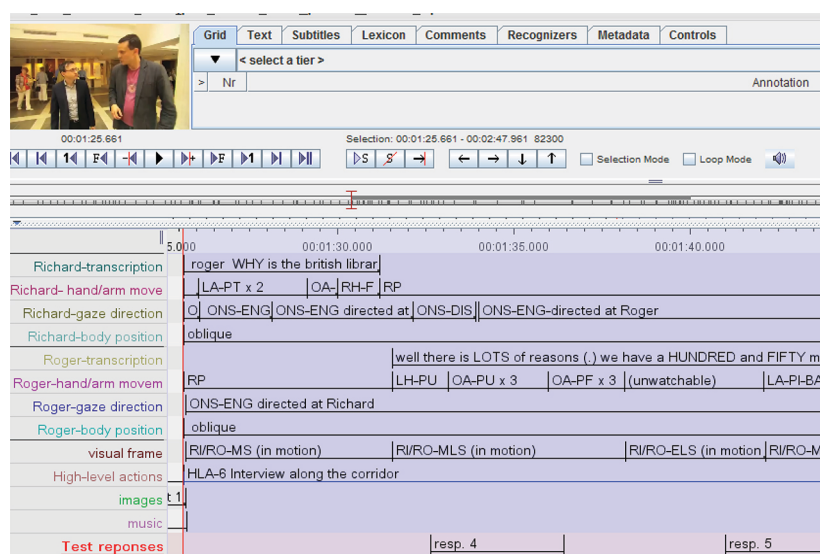 Grid Text Subtitles Lexicon Comments Recognizers Metadata Controls
▼ < select a tier >
> Nr Annotation
00:01:25.661 Selection: 00:01:25.661 - 00:02:47.961 82300
1 F + F 1 S S Selection Mode Loop Mode
5.000 00:01:30.000 00:01:35.000 00:01:40.000
Richard-transcription roger WHY is the british librar
Richard- hand/arm move LA-PT x 2 OA- RH-F RP
Richard-gaze direction O ONS-ENG ONS-ENG directed at ONS-DIS ONS-ENG-directed at Roger
Richard-body position oblique
Roger-transcription well there is LOTS of reasons (.) we have a HUNDRED and FIFTY m
Roger-hand/arm movem RP LH-PU OA-PU x 3 OA-PF x 3 (unwatchable) LA-PI-BA
Roger-gaze direction ONS-ENG directed at Richard
Roger-body position oblique
visual frame RI/RO-MS (in motion) RI/RO-MLS (in motion) RI/RO-ELS (in motion RI/RO-M
High-level actions HLA-6 Interview along the corridor
images t 1
music
Test reponses resp. 4 resp. 5